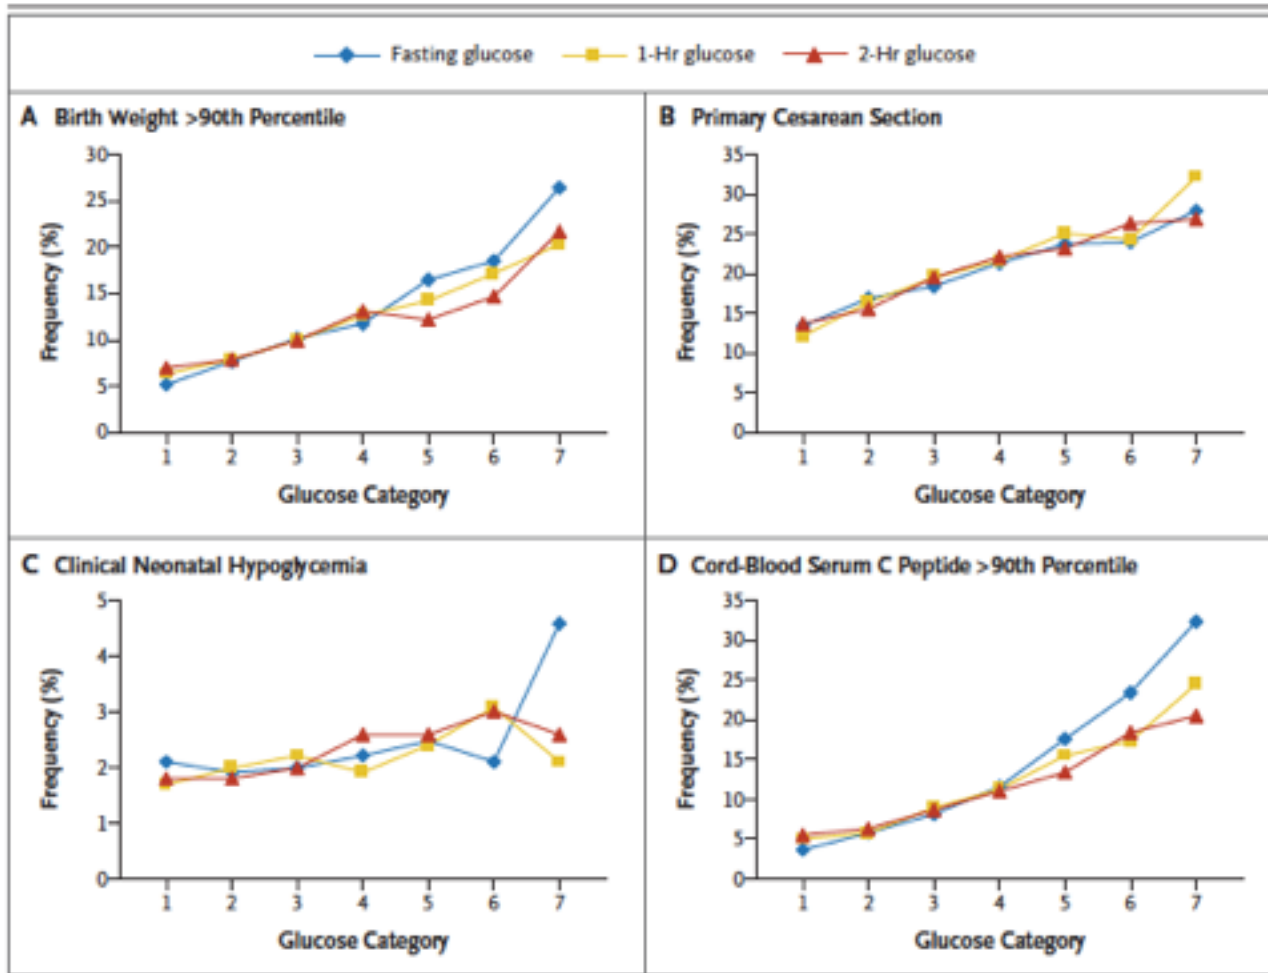 Fasting glucose 1-Hr glucose 2-Hr glucose
A Birth Weight >90th Percentile
30
25
20
15
10
5
0
Frequency (%)
1 2 3 4 5 6 7
Glucose Category
B Primary Cesarean Section
35
30
25
20
15
10
5
0
Frequency (%)
1 2 3 4 5 6 7
Glucose Category
C Clinical Neonatal Hypoglycemia
5
4
3
2
1
0
Frequency (%)
1 2 3 4 5 6 7
Glucose Category
D Cord-Blood Serum C Peptide >90th Percentile
35
30
25
20
15
10
5
0
Frequency (%)
1 2 3 4 5 6 7
Glucose Category